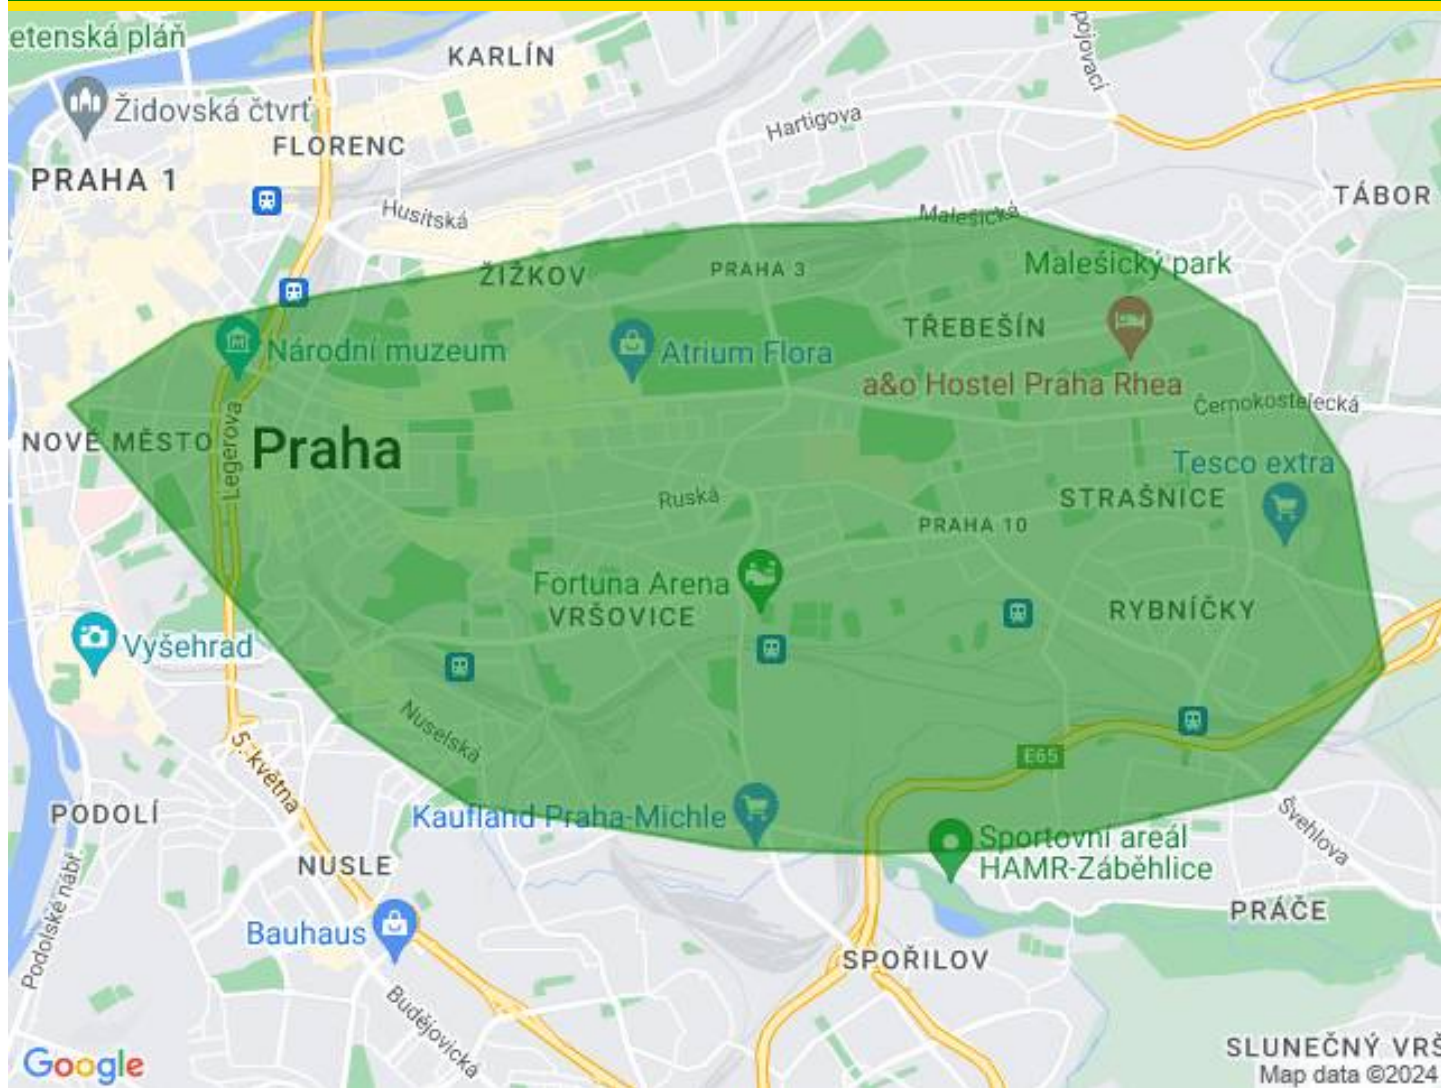 etenská pláň
KARLÍN
pojovací
Židovská čtvrť
Hartigova
FLORENC
PRAHA 1
TÁBOR
Husitská
Malešická
ŽIŽKOV
PRAHA 3
Malešický park
TŘEBEŠÍN
Národní muzeum
Atrium Flora
a&o Hostel Praha Rhea
Černokostelecká
NOVÉ MĚSTO
Legerova
Praha
Tesco extra
Ruská
STRAŠNICE
PRAHA 10
Fortuna Arena
VRŠOVICE
RYBNÍČKY
Vyšehrad
Nuselská
5. května
E65
PODOLÍ
Kaufland Praha-Michle
Švehlova
Sportovní areál
HAMR-Záběhlice
NUSLE
Podolské nábř.
PRÁČE
Bauhaus
SPOŘILOV
Budějovická
SLUNEČNÝ VRŠ
Google
Map data ©2024